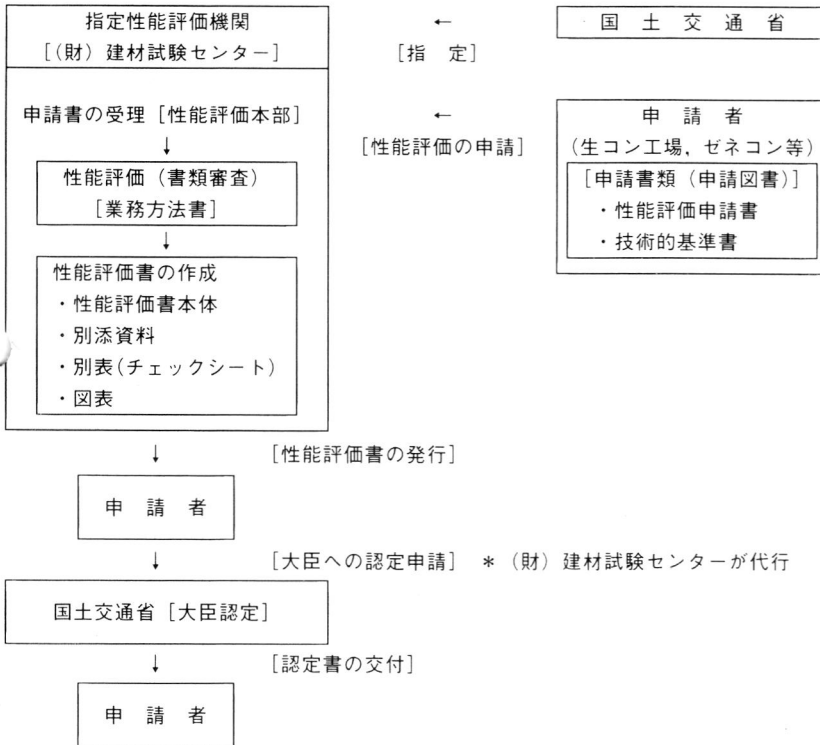 指定性能評価機関
[(財) 建材試験センター]
←
[指 定]
国 土 交 通 省
申請書の受理 [性能評価本部]
↓
性能評価 (書類審査)
[業務方法書]
↓
性能評価書の作成
・性能評価書本体
・別添資料
・別表(チェックシート)
・図表
←
[性能評価の申請]
申 請 者
(生コン工場, ゼネコン等)
[申請書類 (申請図書)]
・性能評価申請書
・技術的基準書
↓ [性能評価書の発行]
申 請 者
↓ [大臣への認定申請] * (財) 建材試験センターが代行
国土交通省 [大臣認定]
↓ [認定書の交付]
申 請 者